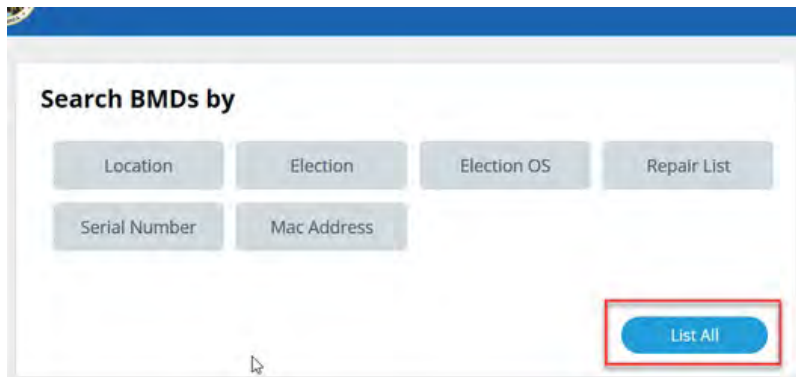 Search BMDs by
Location Election Election OS Repair List
Serial Number Mac Address
List All